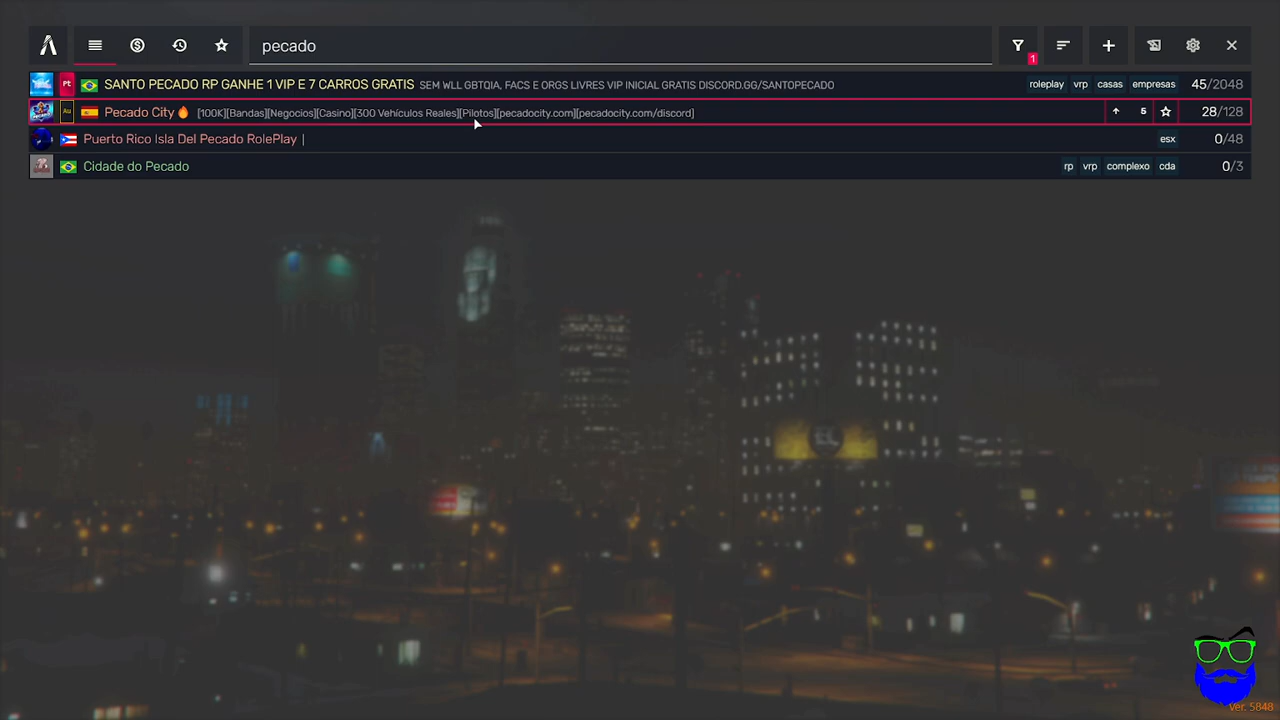 pecado
1
Pt SANTO PECADO RP GANHE 1 VIP E 7 CARROS GRATIS SEM WLL GBTQIA, FACS E ORGS LIVRES VIP INICIAL GRATIS DISCORD.GG/SANTOPECADO roleplay vrp casas empresas 45/2048
Au Pecado City🔥 [100K][Bandas][Negocios][Casino][300 Vehículos Reales][Pilotos][pecadocity.com][pecadocity.com/discord] 5 28/128
Puerto Rico Isla Del Pecado RolePlay | esx 0/48
Cidade do Pecado rp vrp complexo cda 0/3
Ver. 5848